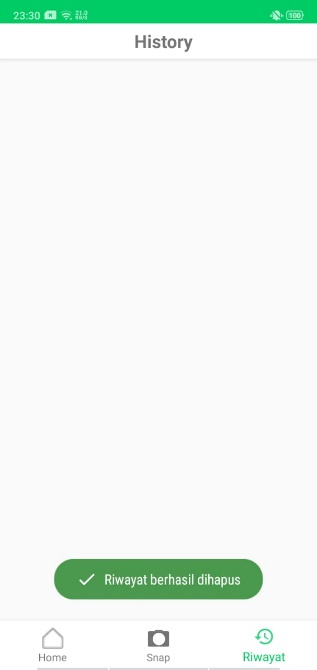 23:30
History
Riwayat berhasil dihapus
Home
Snap
Riwayat